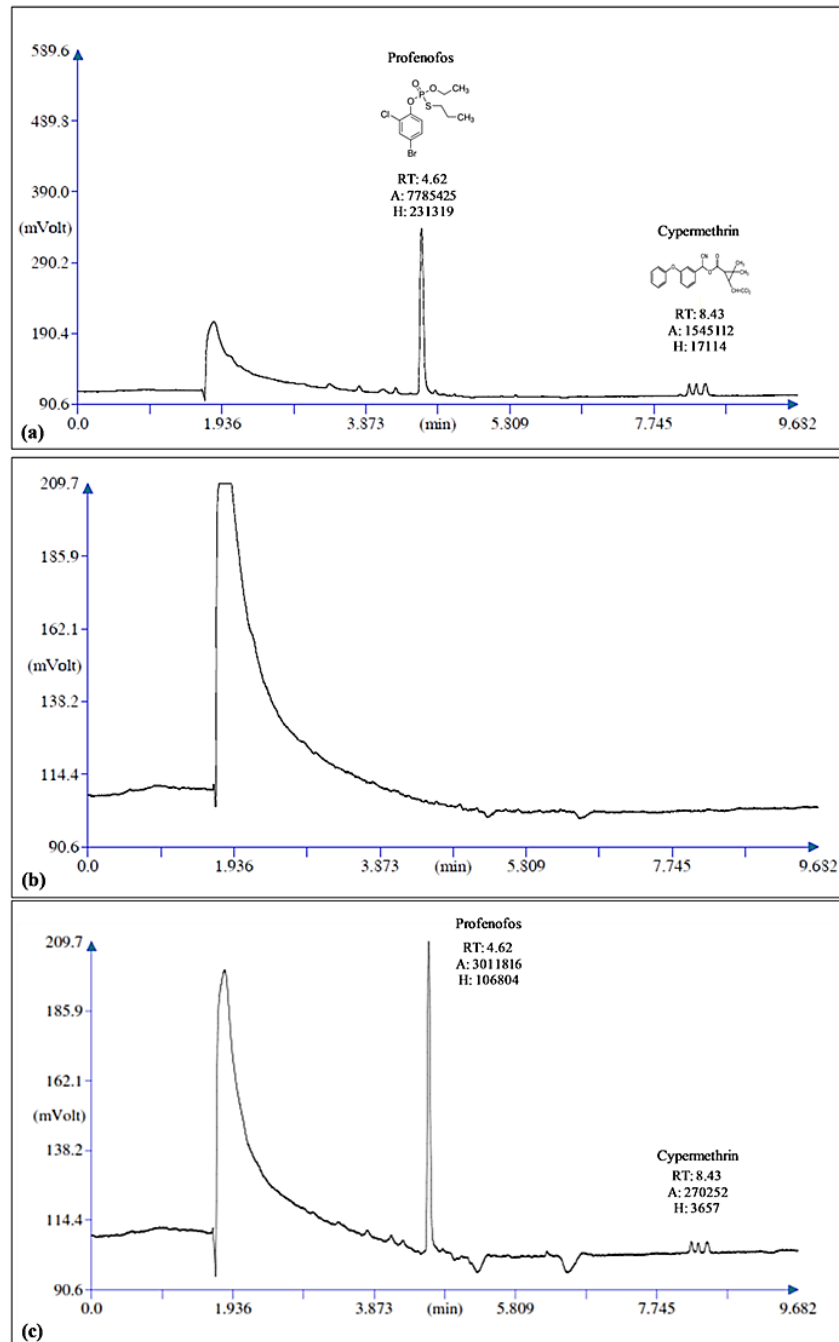 589.6
Profenofos
O
O CH₃
O P
S
Cl CH₃
Br
489.8
390.0
RT: 4.62
A: 7785425
H: 231319
(mVolt)
Cypermethrin
O CN O CH₃
O CH₃
290.2
RT: 8.43
A: 1545112
H: 17114
190.4
90.6
0.0 1.936 3.873 (min) 5.809 7.745 9.682
(a)
209.7
185.9
162.1
(mVolt)
138.2
114.4
90.6
0.0 1.936 3.873 (min) 5.809 7.745 9.682
(b)
Profenofos
209.7
RT: 4.62
A: 3011816
H: 106804
185.9
162.1
(mVolt)
138.2
Cypermethrin
RT: 8.43
A: 270252
H: 3657
114.4
90.6
0.0 1.936 3.873 (min) 5.809 7.745 9.682
(c)